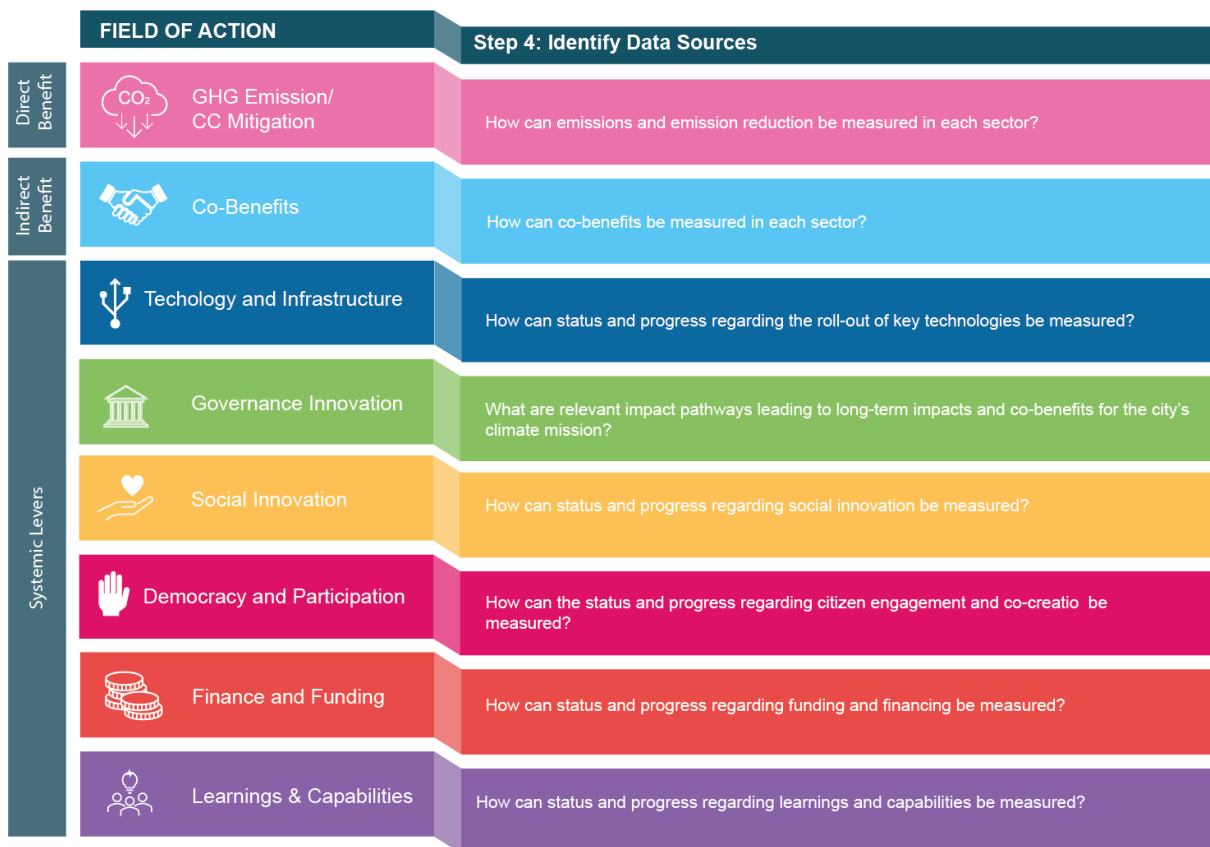 FIELD OF ACTION
Step 4: Identify Data Sources
Direct
Benefit
CO₂
GHG Emission/
CC Mitigation
How can emissions and emission reduction be measured in each sector?
Indirect
Benefit
Co-Benefits
How can co-benefits be measured in each sector?
Systemic Levers
Techology and Infrastructure
How can status and progress regarding the roll-out of key technologies be measured?
Governance Innovation
What are relevant impact pathways leading to long-term impacts and co-benefits for the city's
climate mission?
Social Innovation
How can status and progress regarding social innovation be measured?
Democracy and Participation
How can the status and progress regarding citizen engagement and co-creatio be
measured?
Finance and Funding
How can status and progress regarding funding and financing be measured?
Learnings & Capabilities
How can status and progress regarding learnings and capabilities be measured?